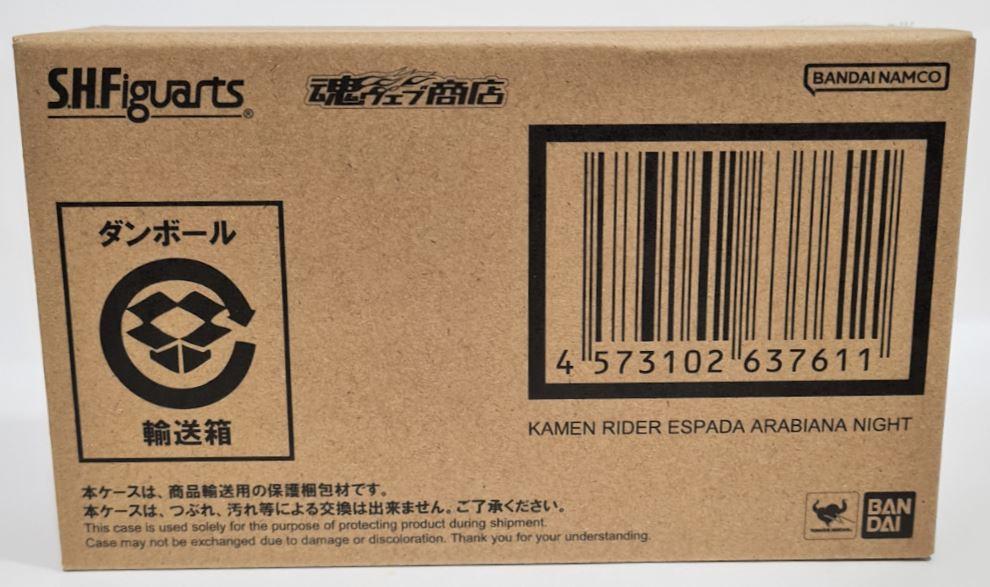 S.H.Figuarts®
魂ウェブ商店
BANDAI NAMCO
ダンボール
輸送箱
4 573102 637611
KAMEN RIDER ESPADA ARABIANA NIGHT
本ケースは、商品輸送用の保護梱包材です。
本ケースは、つぶれ、汚れ等による交換は出来ません。ご了承ください。
This case is used solely for the purpose of protecting product during shipment.
Case may not be exchanged due to damage or discoloration. Thank you for your understanding.
BAN
DAI